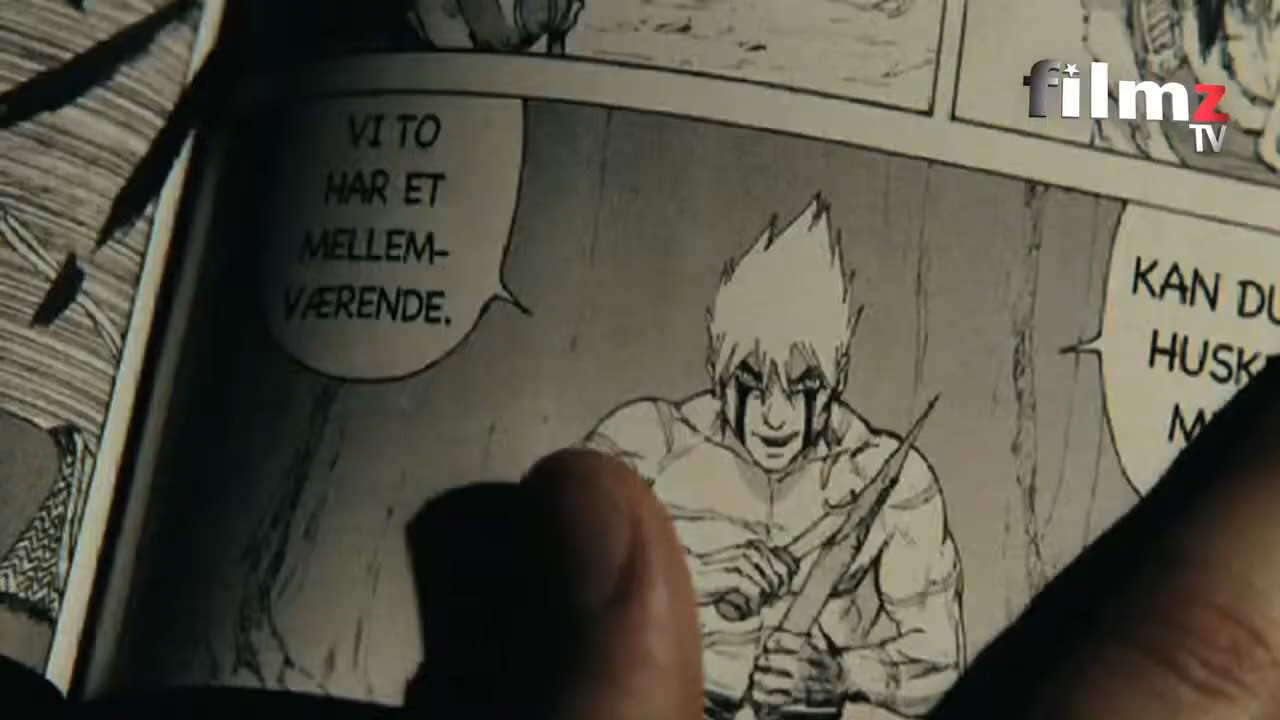 VI TO
HAR ET
MELLEM-
VÆRENDE.
KAN DU
filmz
TV